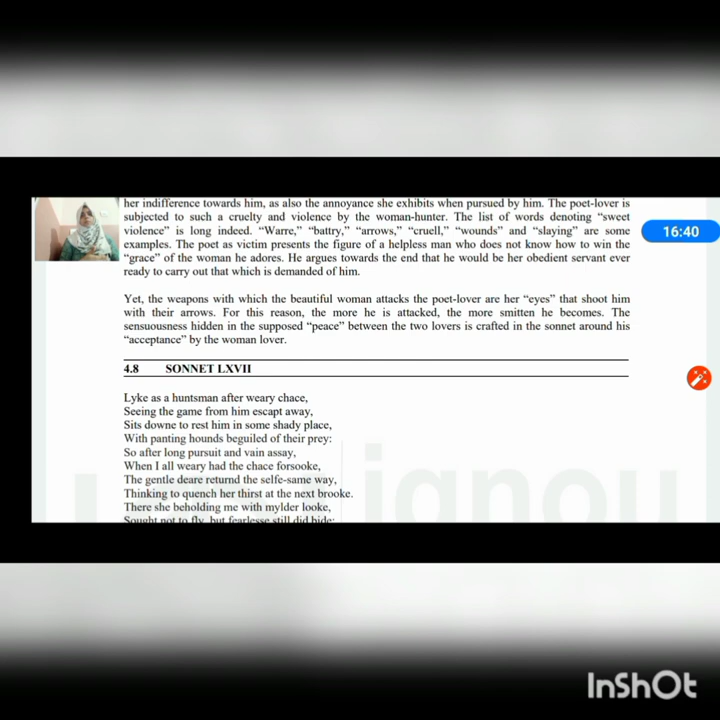 her indifference towards him, as also the annoyance she exhibits when pursued by him. The poet-lover is
subjected to such a cruelty and violence by the woman-hunter. The list of words denoting “sweet
violence” is long indeed. “Warre,” “battry,” “arrows,” “cruell,” “wounds” and “slaying” are some
examples. The poet as victim presents the figure of a helpless man who does not know how to win the
“grace” of the woman he adores. He argues towards the end that he would be her obedient servant ever
ready to carry out that which is demanded of him.
16:40
Yet, the weapons with which the beautiful woman attacks the poet-lover are her “eyes” that shoot him
with their arrows. For this reason, the more he is attacked, the more smitten he becomes. The
sensuousness hidden in the supposed “peace” between the two lovers is crafted in the sonnet around his
“acceptance” by the woman lover.
4.8 SONNET LXVII
Lyke as a huntsman after weary chace,
Seeing the game from him escapt away,
Sits downe to rest him in some shady place,
With panting hounds beguiled of their prey:
So after long pursuit and vain assay,
When I all weary had the chace forsooke,
The gentle deare returnd the selfe-same way,
Thinking to quench her thirst at the next brooke.
There she beholding me with mylder looke,
Sought not to fly, but fearlesse still did bide:
ignou
InShOt